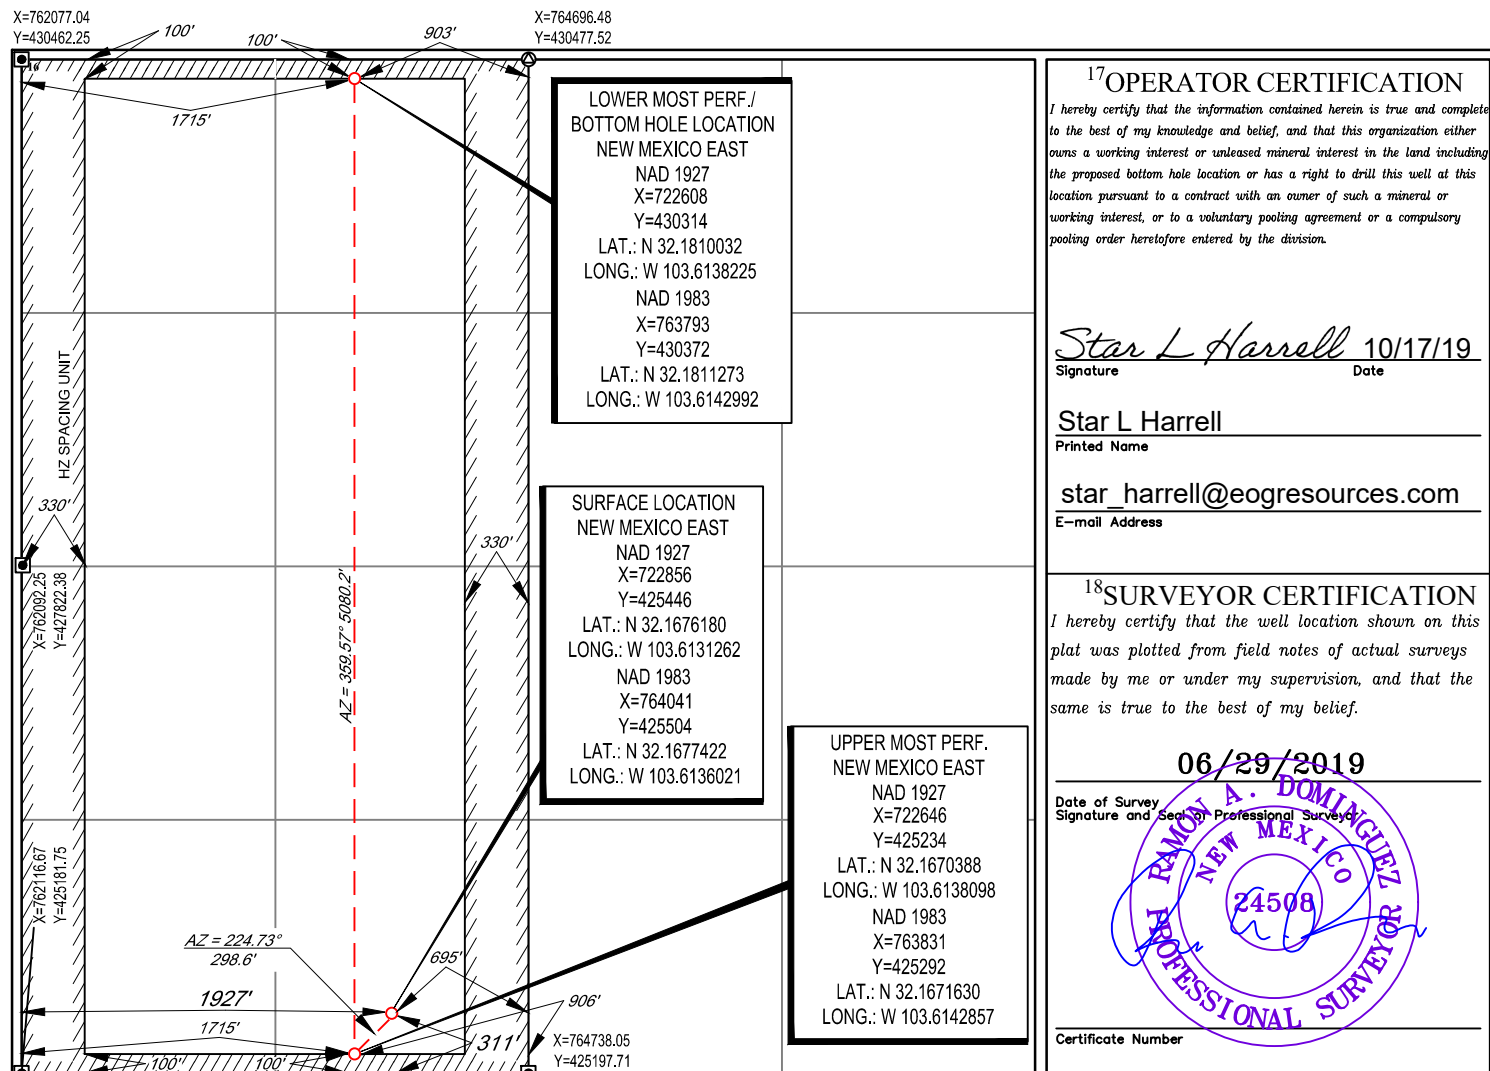 X=762077.04
Y=430462.25
100'
100'
903'
X=764696.48
Y=430477.52
16
1715'
LOWER MOST PERF./
BOTTOM HOLE LOCATION
NEW MEXICO EAST
NAD 1927
X=722608
Y=430314
LAT.: N 32.1810032
LONG.: W 103.6138225
NAD 1983
X=763793
Y=430372
LAT.: N 32.1811273
LONG.: W 103.6142992
HZ SPACING UNIT
330'
330'
X=762092.25
Y=427822.38
AZ = 359.57° 5080.2'
SURFACE LOCATION
NEW MEXICO EAST
NAD 1927
X=722856
Y=425446
LAT.: N 32.1676180
LONG.: W 103.6131262
NAD 1983
X=764041
Y=425504
LAT.: N 32.1677422
LONG.: W 103.6136021
UPPER MOST PERF.
NEW MEXICO EAST
NAD 1927
X=722646
Y=425234
LAT.: N 32.1670388
LONG.: W 103.6138098
NAD 1983
X=763831
Y=425292
LAT.: N 32.1671630
LONG.: W 103.6142857
X=762116.67
Y=425181.75
AZ = 224.73°
298.6'
695'
1927'
906'
1715'
311'
X=764738.05
Y=425197.71
100'
100'
17OPERATOR CERTIFICATION
I hereby certify that the information contained herein is true and complete
to the best of my knowledge and belief, and that this organization either
owns a working interest or unleased mineral interest in the land including
the proposed bottom hole location or has a right to drill this well at this
location pursuant to a contract with an owner of such a mineral or
working interest, or to a voluntary pooling agreement or a compulsory
pooling order heretofore entered by the division.
Star L Harrell 10/17/19
Signature Date
Star L Harrell
Printed Name
star_harrell@eogresources.com
E-mail Address
18SURVEYOR CERTIFICATION
I hereby certify that the well location shown on this
plat was plotted from field notes of actual surveys
made by me or under my supervision, and that the
same is true to the best of my belief.
06/29/2019
Date of Survey
Signature and Seal of Professional Surveyor
RAMON A. DOMINGUEZ
NEW MEXICO
24508
PROFESSIONAL SURVEYOR
Certificate Number